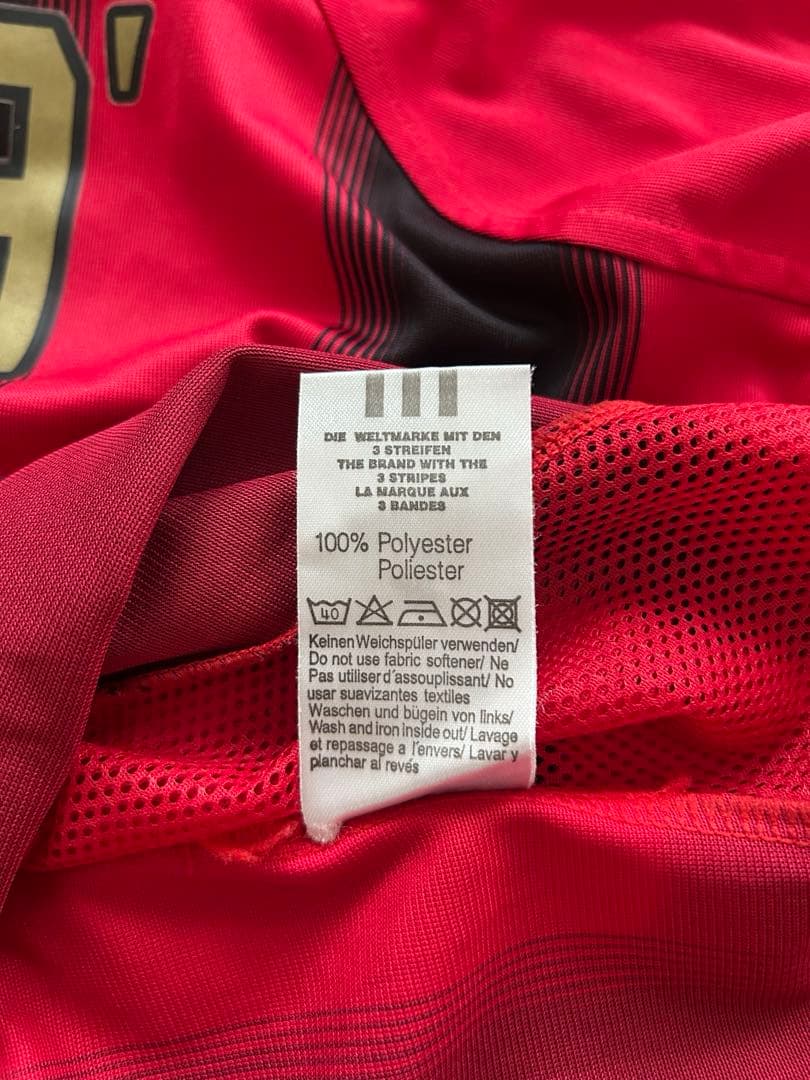 DIE WELTMARKE MIT DEN
3 STREIFEN
THE BRAND WITH THE
3 STRIPES
LA MARQUE AUX
3 BANDES
100% Polyester
Poliester
40
Keinen Weichspüler verwenden/
Do not use fabric softener/ Ne
Pas utiliser d'assouplissant/ No
usar suavizantes textiles
Waschen und bügeln von links/
Wash and iron inside out/ Lavage
et repassage a l'envers/ Lavar y
planchar al revés